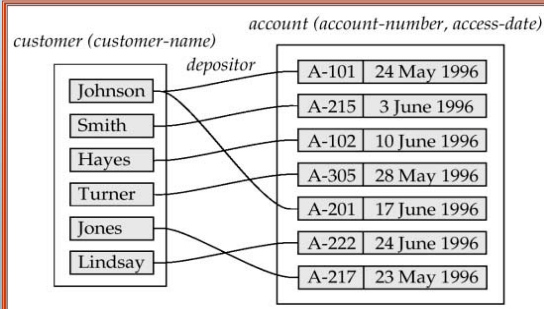 account (account-number, access-date)
customer (customer-name)
depositor
Johnson
Smith
Hayes
Turner
Jones
Lindsay
A-101 24 May 1996
A-215 3 June 1996
A-102 10 June 1996
A-305 28 May 1996
A-201 17 June 1996
A-222 24 June 1996
A-217 23 May 1996